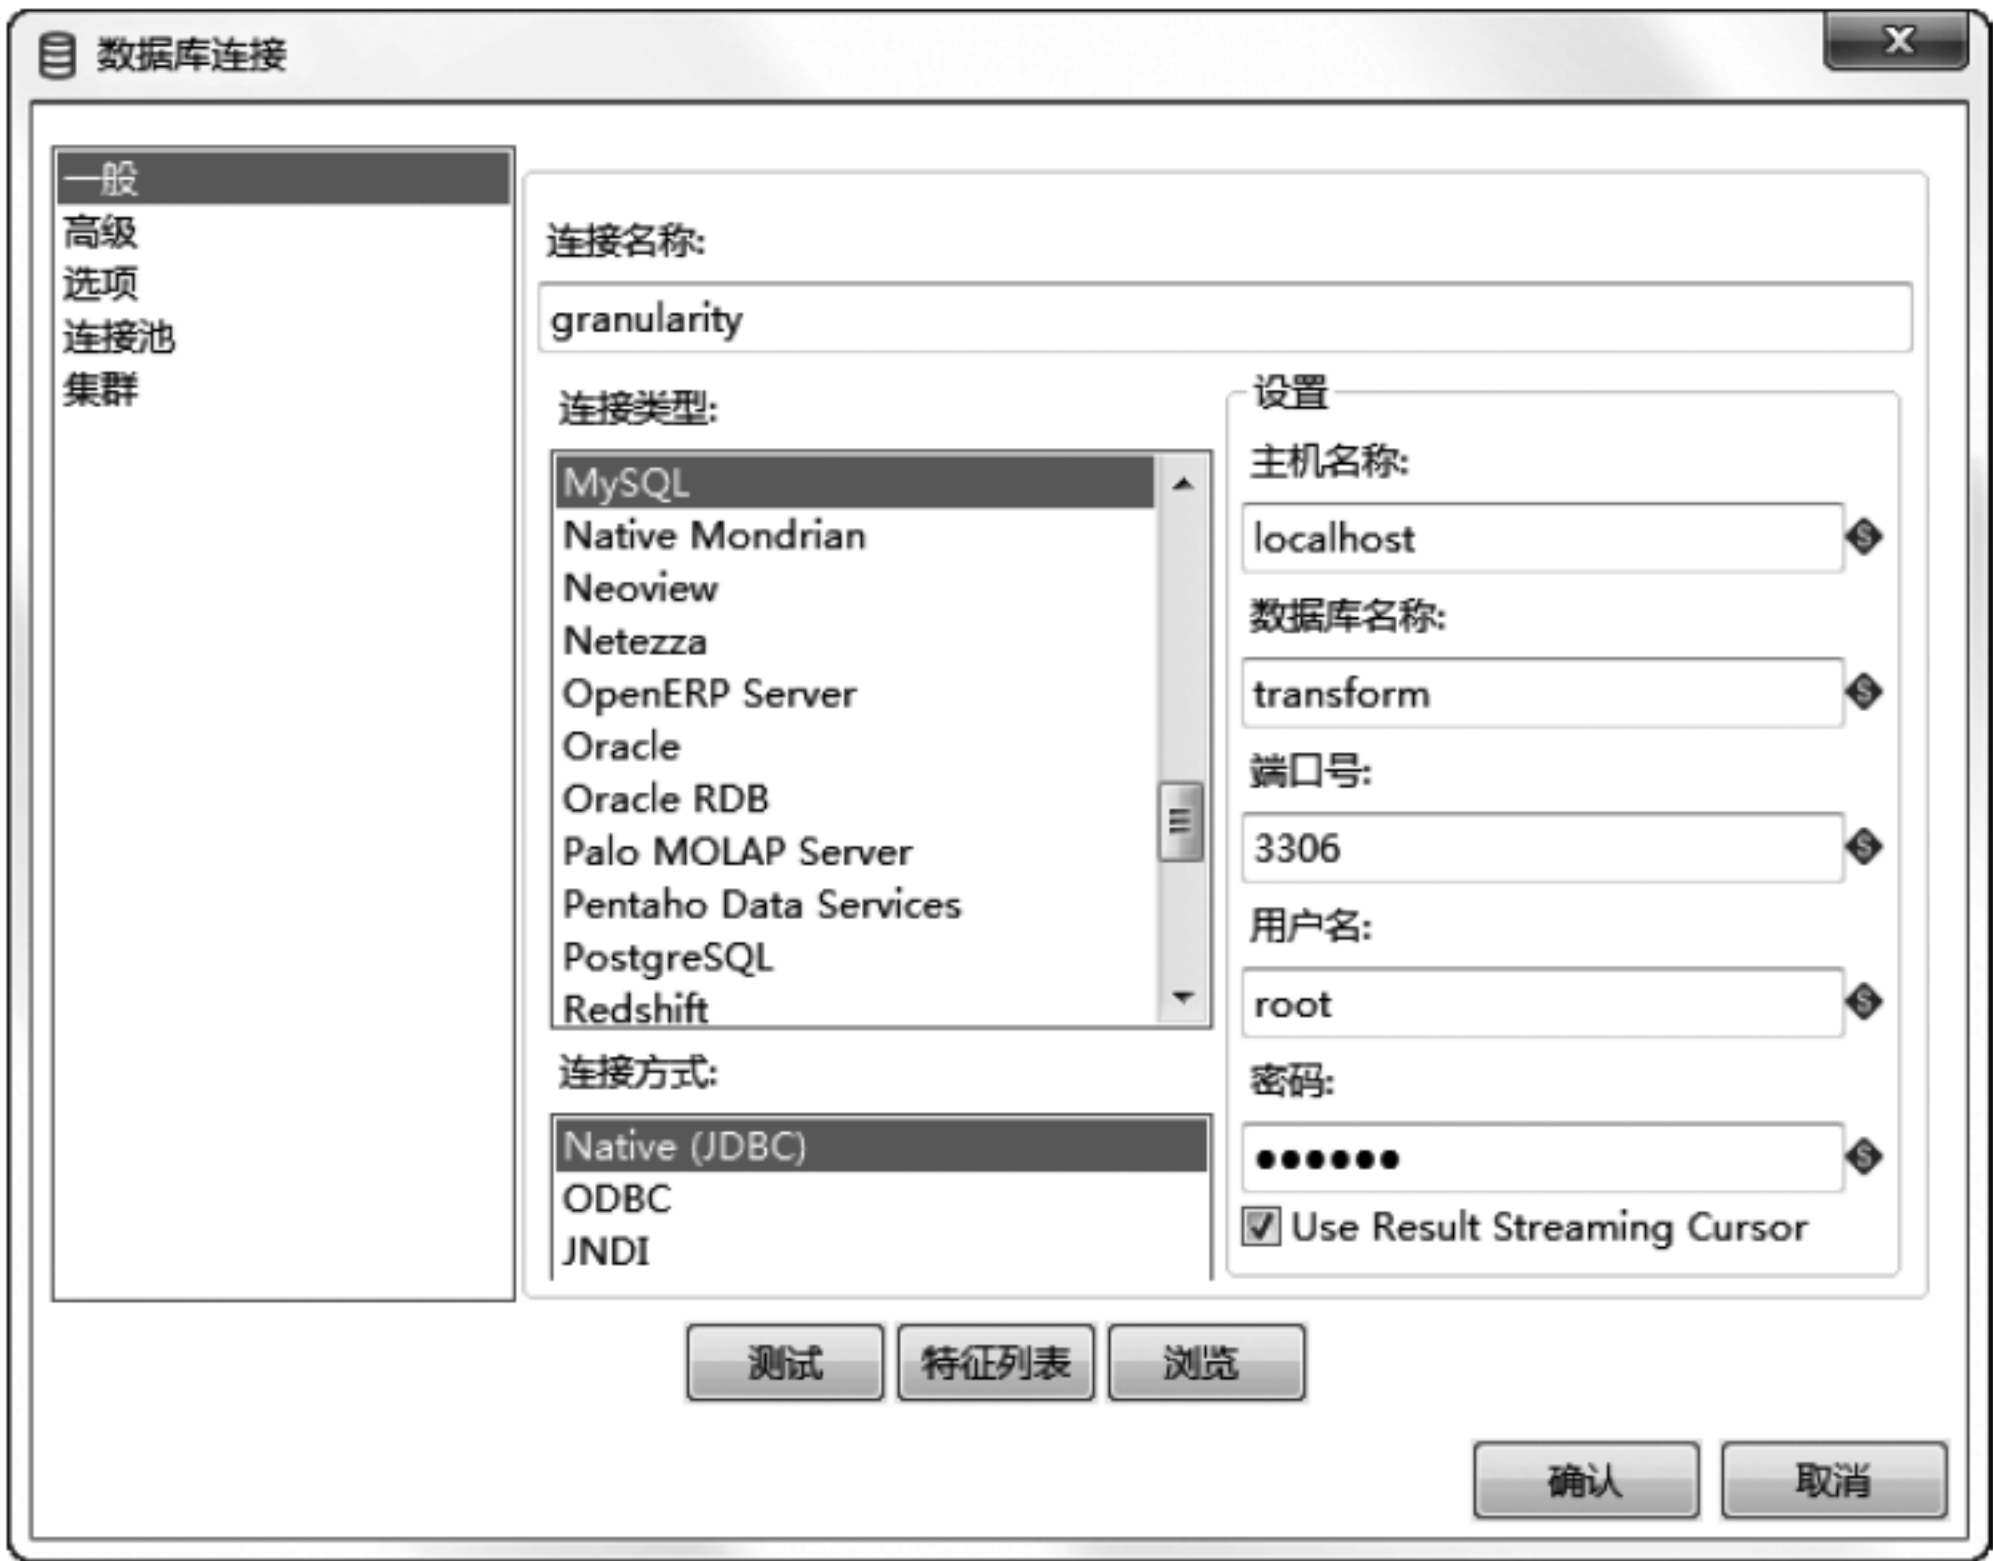 数据库连接
一般
高级
选项
连接池
集群
连接名称:
granularity
连接类型:
MySQL
Native Mondrian
Neoview
Netezza
OpenERP Server
Oracle
Oracle RDB
Palo MOLAP Server
Pentaho Data Services
PostgreSQL
Redshift
连接方式:
Native (JDBC)
ODBC
JNDI
设置
主机名称:
localhost
数据库名称:
transform
端口号:
3306
用户名:
root
密码:
●●●●●●
Use Result Streaming Cursor
测试 特征列表 浏览
确认 取消